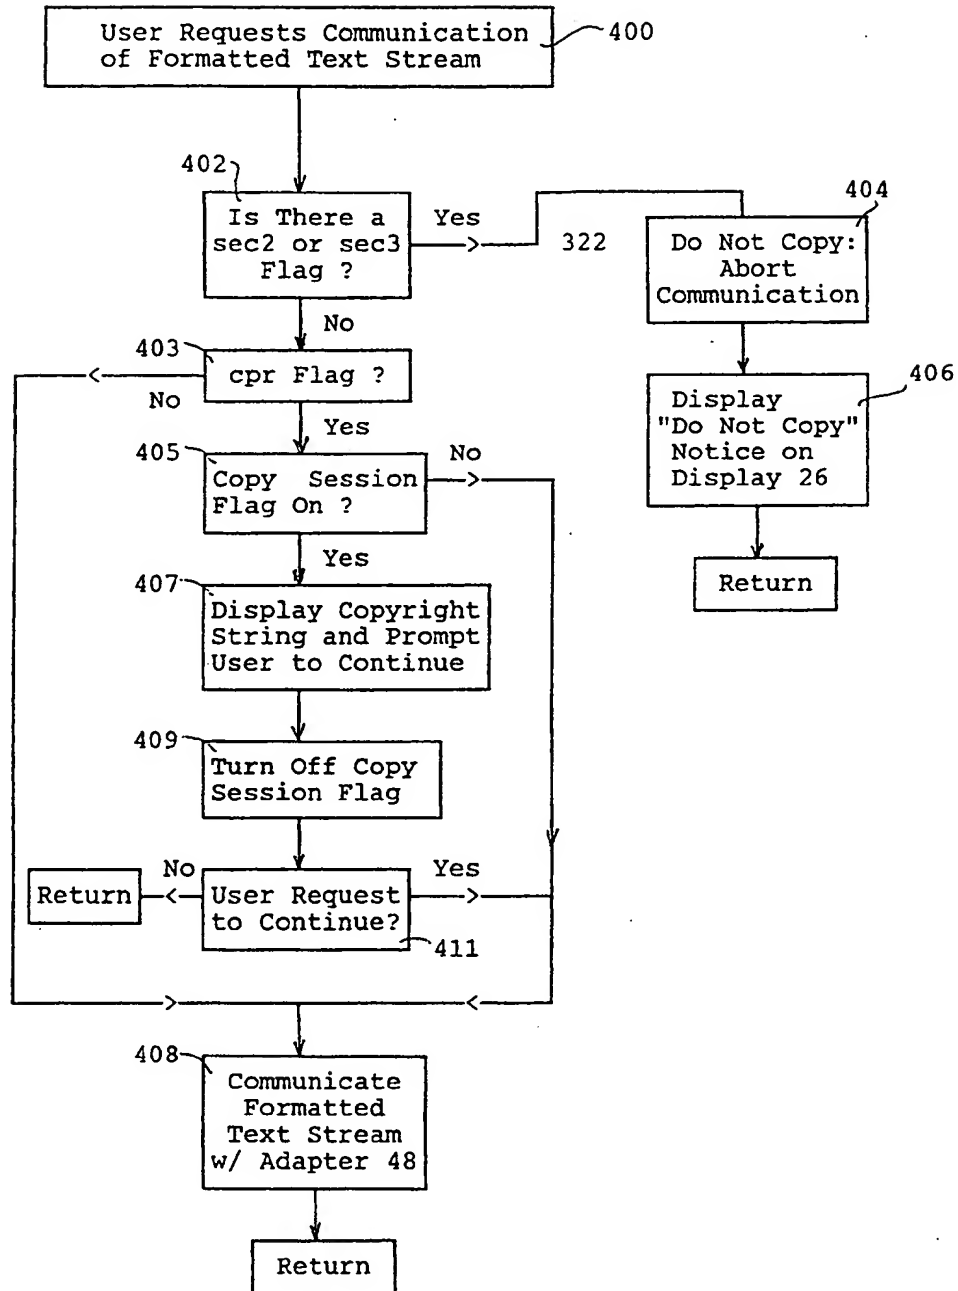 User Requests Communication
of Formatted Text Stream
400
402
Is There a
sec2 or sec3
Flag ?
Yes
322
404
Do Not Copy:
Abort
Communication
No
403
cpr Flag ?
No
Yes
406
Display
"Do Not Copy"
Notice on
Display 26
405
Copy Session
Flag On ?
No
Yes
Return
407
Display Copyright
String and Prompt
User to Continue
409
Turn Off Copy
Session Flag
Return
No
User Request
to Continue?
Yes
411
408
Communicate
Formatted
Text Stream
w/ Adapter 48
Return